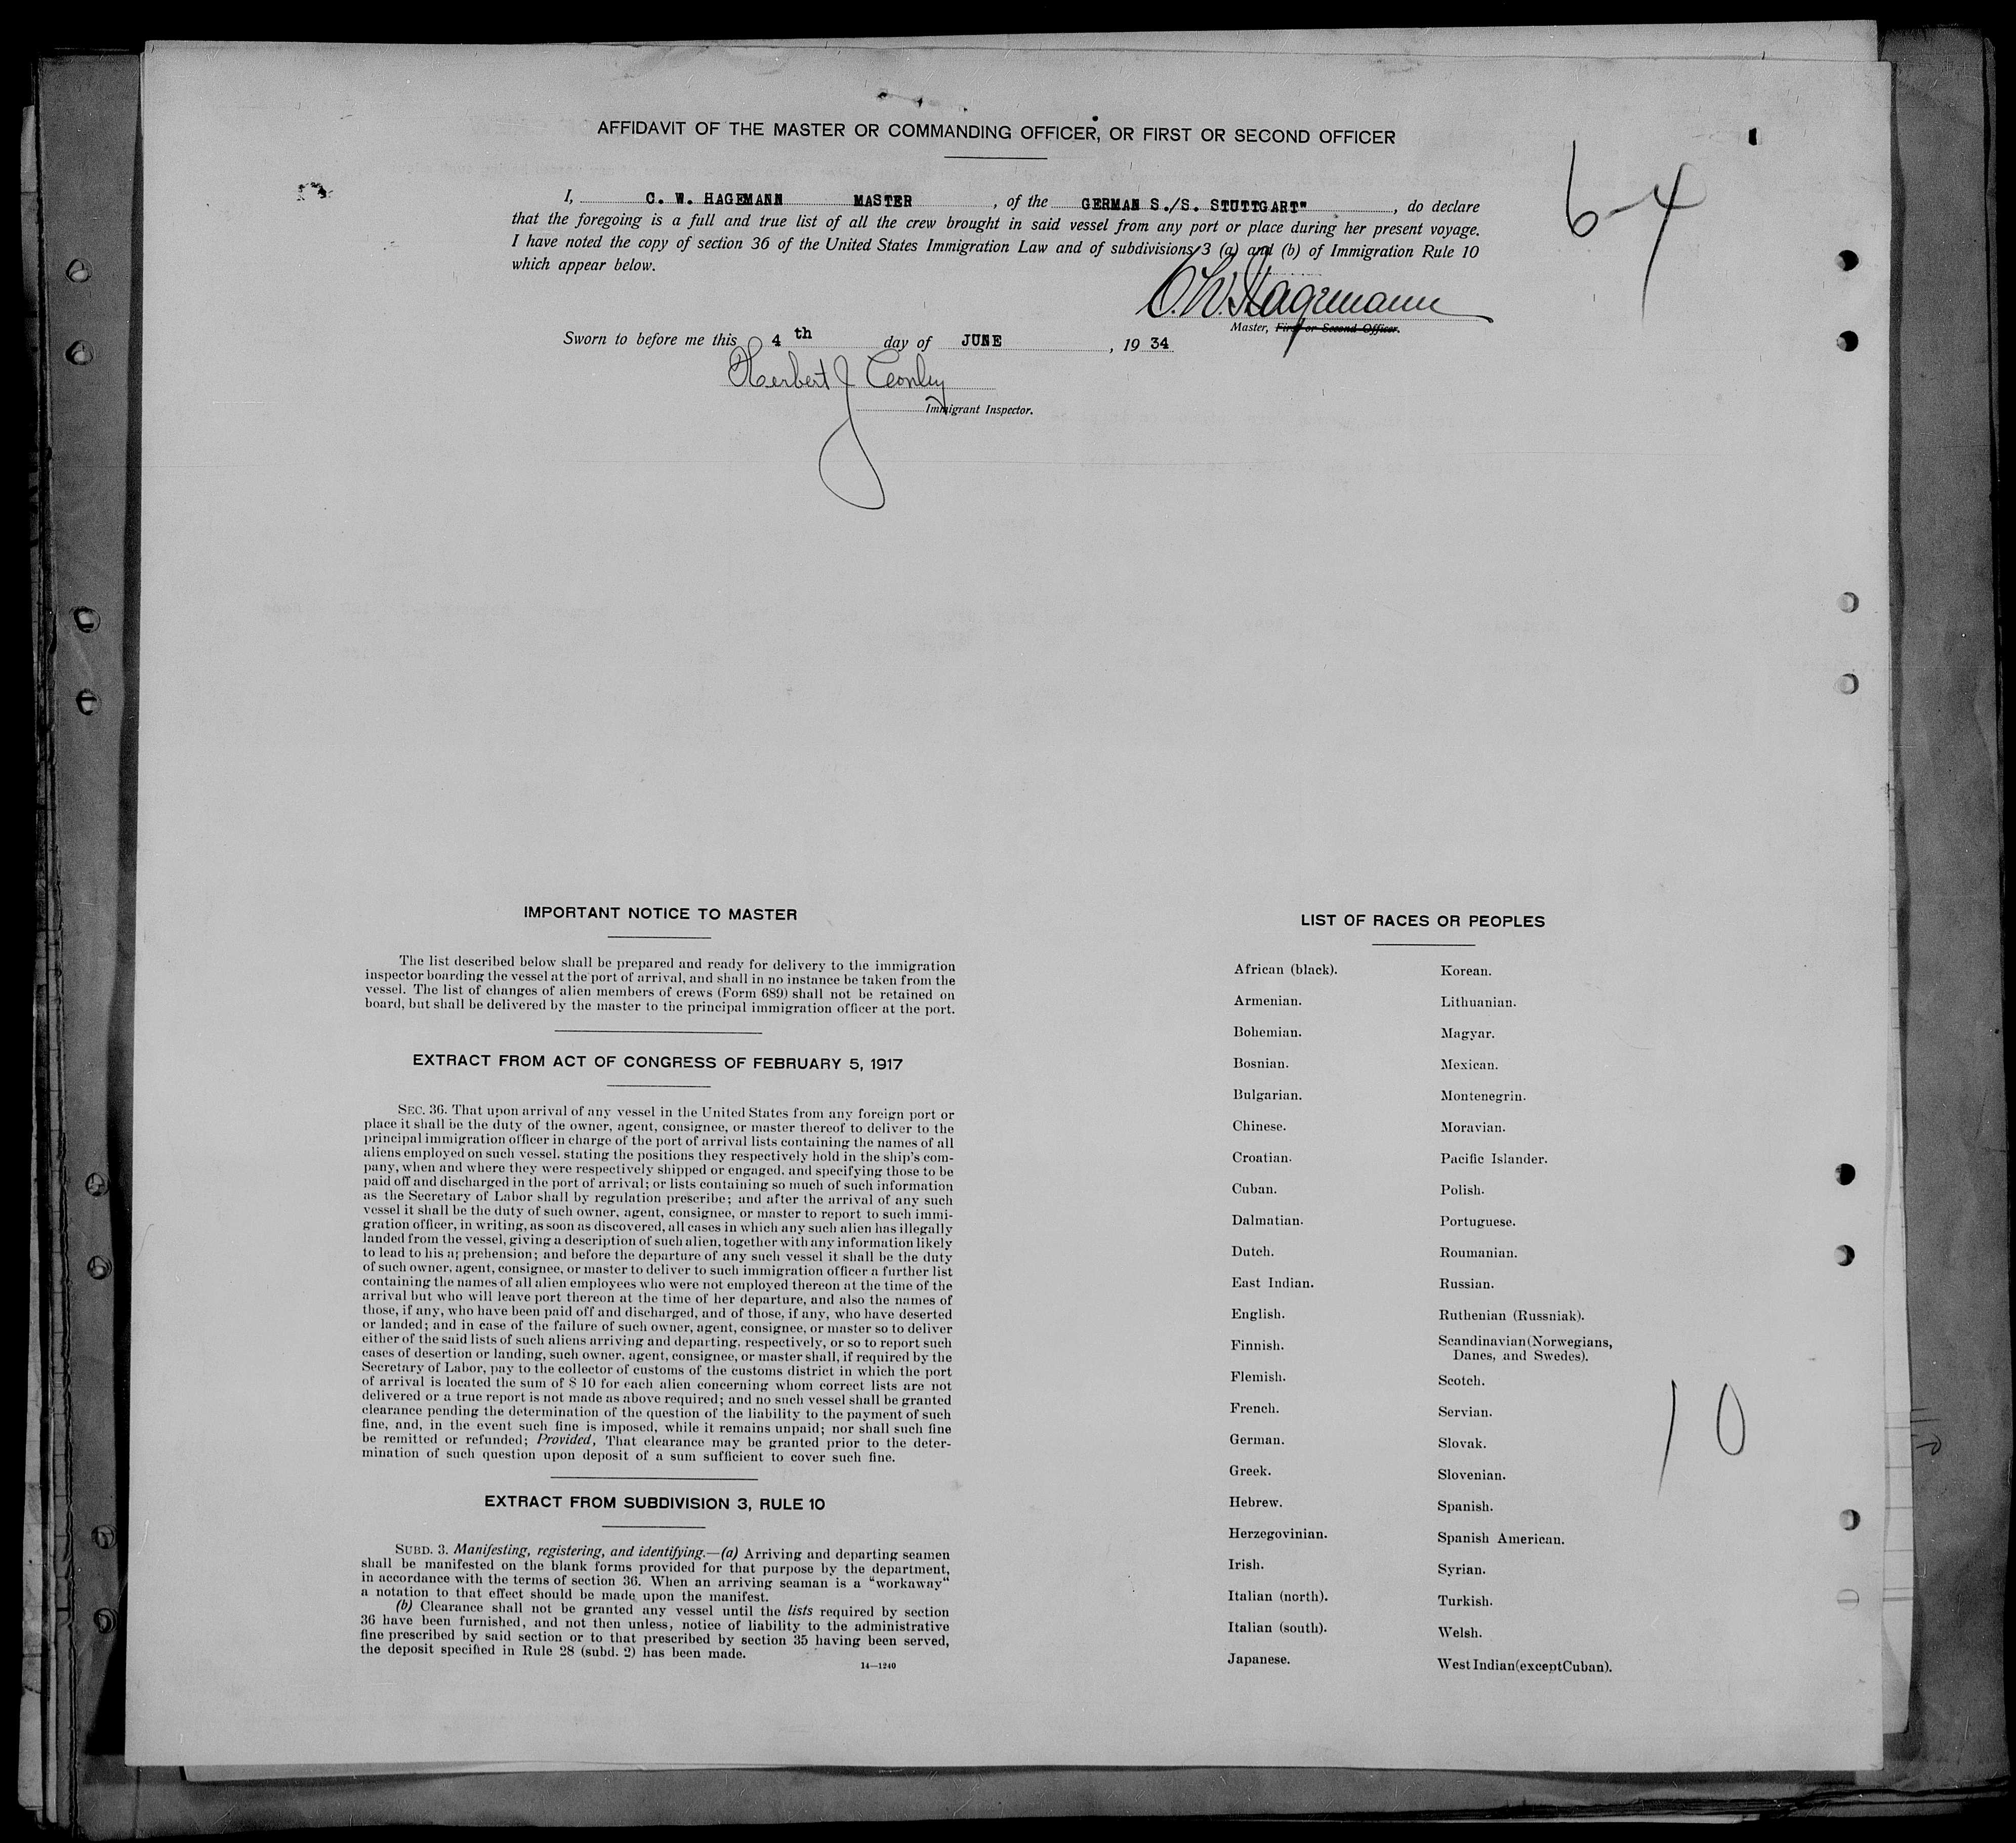 AFFIDAVIT OF THE MASTER OR COMMANDING OFFICER, OR FIRST OR SECOND OFFICER
I, C. W. HAGEMANN MASTER, of the GERMAN S./S. STUTTGART", do declare
that the foregoing is a full and true list of all the crew brought in said vessel from any port or place during her present voyage.
I have noted the copy of section 36 of the United States Immigration Law and of subdivisions 3 (a) and (b) of Immigration Rule 10
which appear below.
6-4
C. W. Hagemann
Master, First or Second Officer.
Sworn to before me this 4 th day of JUNE, 19 34
Herbert J Conley
Immigrant Inspector.
IMPORTANT NOTICE TO MASTER
The list described below shall be prepared and ready for delivery to the immigration
inspector boarding the vessel at the port of arrival, and shall in no instance be taken from the
vessel. The list of changes of alien members of crews (Form 689) shall not be retained on
board, but shall be delivered by the master to the principal immigration officer at the port.
EXTRACT FROM ACT OF CONGRESS OF FEBRUARY 5, 1917
SEC. 36. That upon arrival of any vessel in the United States from any foreign port or
place it shall be the duty of the owner, agent, consignee, or master thereof to deliver to the
principal immigration officer in charge of the port of arrival lists containing the names of all
aliens employed on such vessel, stating the positions they respectively hold in the ship's com-
pany, when and where they were respectively shipped or engaged, and specifying those to be
paid off and discharged in the port of arrival; or lists containing so much of such information
as the Secretary of Labor shall by regulation prescribe; and after the arrival of any such
vessel it shall be the duty of such owner, agent, consignee, or master to report to such immi-
gration officer, in writing, as soon as discovered, all cases in which any such alien has illegally
landed from the vessel, giving a description of such alien, together with any information likely
to lead to his apprehension; and before the departure of any such vessel it shall be the duty
of such owner, agent, consignee, or master to deliver to such immigration officer a further list
containing the names of all alien employees who were not employed thereon at the time of the
arrival but who will leave port thereon at the time of her departure, and also the names of
those, if any, who have been paid off and discharged, and of those, if any, who have deserted
or landed; and in case of the failure of such owner, agent, consignee, or master so to deliver
either of the said lists of such aliens arriving and departing, respectively, or so to report such
cases of desertion or landing, such owner, agent, consignee, or master shall, if required by the
Secretary of Labor, pay to the collector of customs of the customs district in which the port
of arrival is located the sum of $ 10 for each alien concerning whom correct lists are not
delivered or a true report is not made as above required; and no such vessel shall be granted
clearance pending the determination of the question of the liability to the payment of such
fine, and, in the event such fine is imposed, while it remains unpaid; nor shall such fine
be remitted or refunded; Provided, That clearance may be granted prior to the deter-
mination of such question upon deposit of a sum sufficient to cover such fine.
EXTRACT FROM SUBDIVISION 3, RULE 10
SUBD. 3. Manifesting, registering, and identifying.—(a) Arriving and departing seamen
shall be manifested on the blank forms provided for that purpose by the department,
in accordance with the terms of section 36. When an arriving seaman is a "workaway"
a notation to that effect should be made upon the manifest.
(b) Clearance shall not be granted any vessel until the lists required by section
36 have been furnished, and not then unless, notice of liability to the administrative
fine prescribed by said section or to that prescribed by section 35 having been served,
the deposit specified in Rule 28 (subd. 2) has been made.
14—1240
LIST OF RACES OR PEOPLES
African (black).
Armenian.
Bohemian.
Bosnian.
Bulgarian.
Chinese.
Croatian.
Cuban.
Dalmatian.
Dutch.
East Indian.
English.
Finnish.
Flemish.
French.
German.
Greek.
Hebrew.
Herzegovinian.
Irish.
Italian (north).
Italian (south).
Japanese.
Korean.
Lithuanian.
Magyar.
Mexican.
Montenegrin.
Moravian.
Pacific Islander.
Polish.
Portuguese.
Roumanian.
Russian.
Ruthenian (Russniak).
Scandinavian (Norwegians,
Danes, and Swedes).
Scotch.
Servian.
Slovak.
Slovenian.
Spanish.
Spanish American.
Syrian.
Turkish.
Welsh.
West Indian (except Cuban).
10